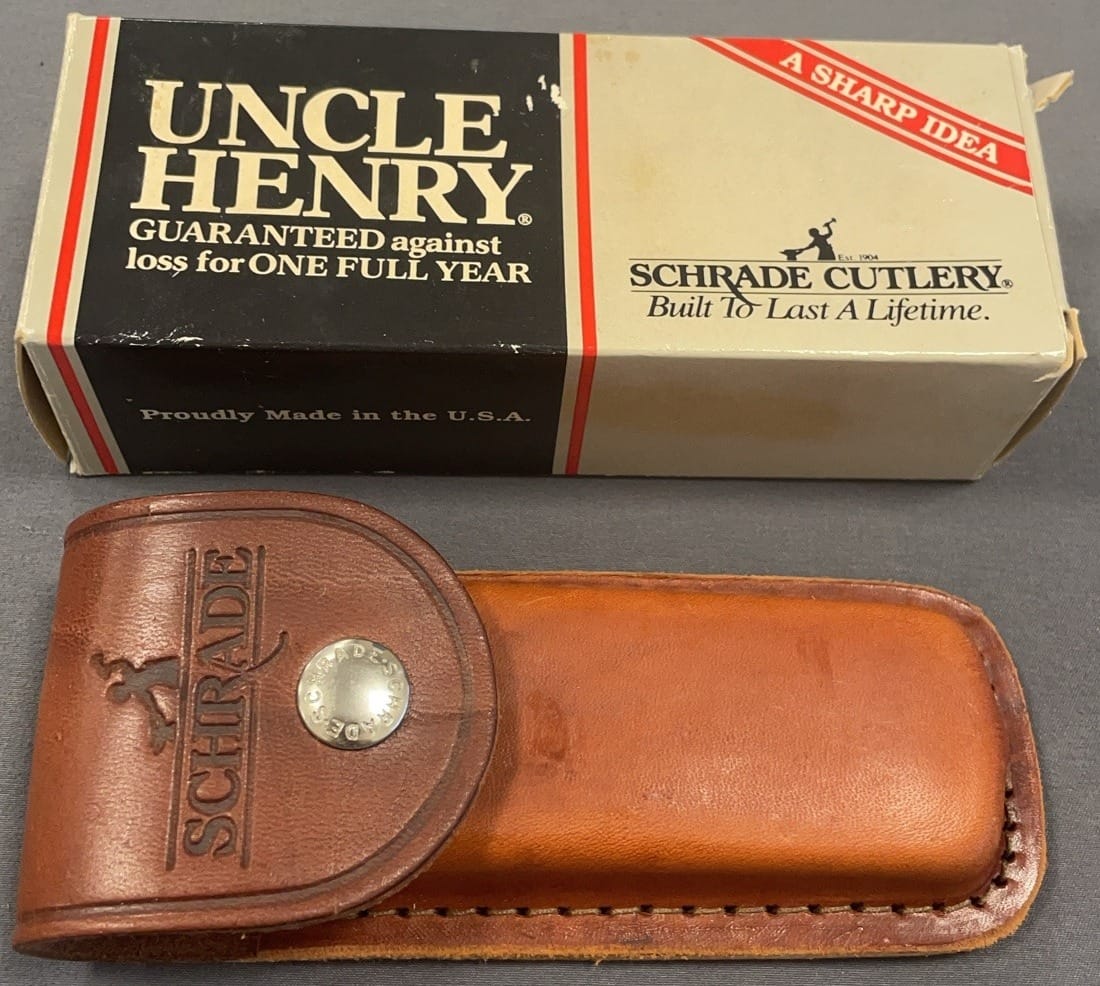 UNCLE
HENRY®
GUARANTEED against
loss for ONE FULL YEAR
Proudly Made in the U.S.A.
A SHARP IDEA
Est. 1904
SCHRADE CUTLERY®
Built To Last A Lifetime.
SCHRADE
SCHRADE·SCHRADE·